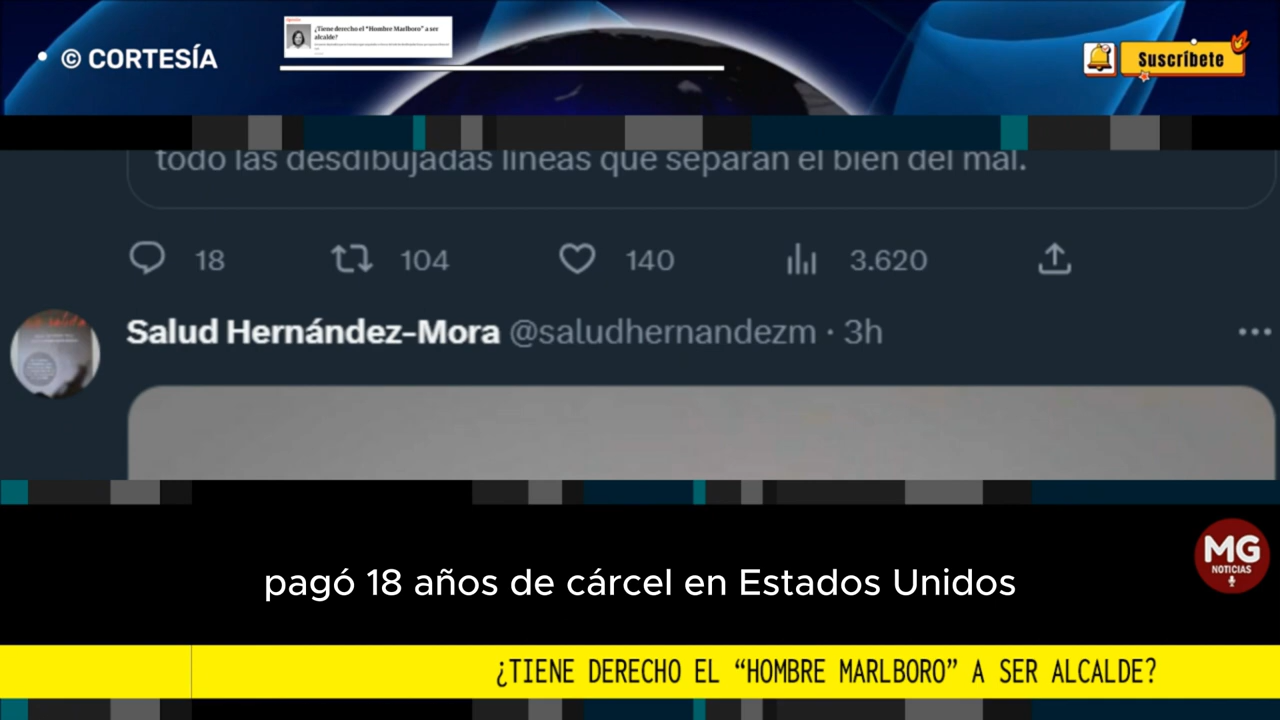 © CORTESÍA
¿Tiene derecho el “Hombre Marlboro” a ser
alcalde?
Suscríbete
todo las desdibujadas líneas que separan el bien del mal.
18 104 140 3.620
Salud Hernández-Mora @saludhernandezm · 3h
pagó 18 años de cárcel en Estados Unidos
MG
NOTICIAS
¿TIENE DERECHO EL “HOMBRE MARLBORO” A SER ALCALDE?